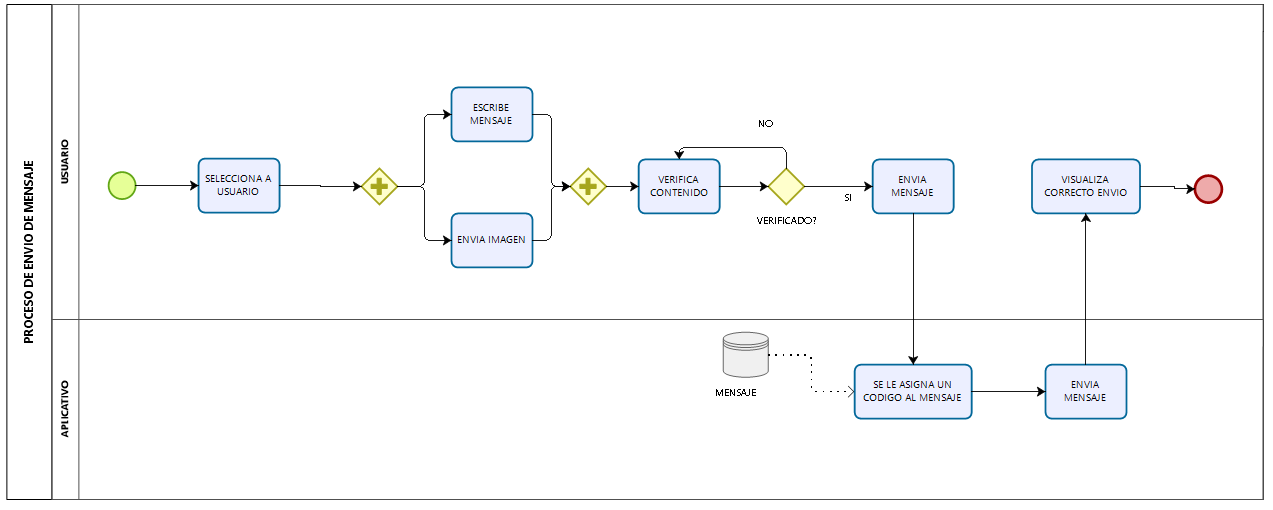 PROCESO DE ENVIO DE MENSAJE
USUARIO
SELECCIONA A
USUARIO
ESCRIBE
MENSAJE
ENVIA IMAGEN
VERIFICA
CONTENIDO
NO
VERIFICADO?
SI
ENVIA
MENSAJE
VISUALIZA
CORRECTO ENVIO
APLICATIVO
MENSAJE
SE LE ASIGNA UN
CODIGO AL MENSAJE
ENVIA
MENSAJE